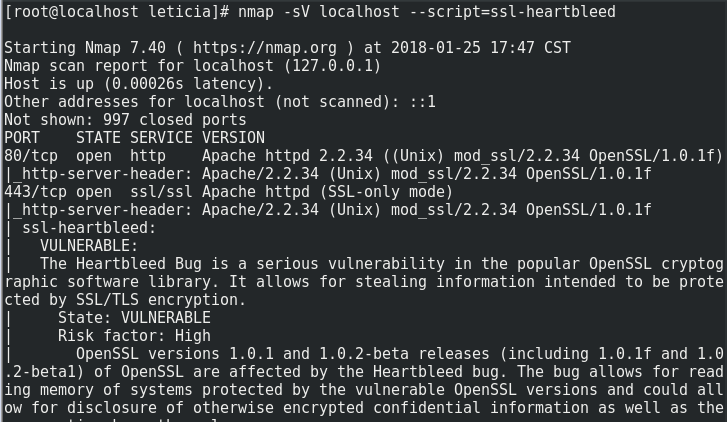 [root@localhost leticia]# nmap -sV localhost --script=ssl-heartbleed
Starting Nmap 7.40 ( https://nmap.org ) at 2018-01-25 17:47 CST
Nmap scan report for localhost (127.0.0.1)
Host is up (0.00026s latency).
Other addresses for localhost (not scanned): ::1
Not shown: 997 closed ports
PORT    STATE SERVICE VERSION
80/tcp  open  http    Apache httpd 2.2.34 ((Unix) mod_ssl/2.2.34 OpenSSL/1.0.1f)
|_http-server-header: Apache/2.2.34 (Unix) mod_ssl/2.2.34 OpenSSL/1.0.1f
443/tcp open  ssl/ssl Apache httpd (SSL-only mode)
|_http-server-header: Apache/2.2.34 (Unix) mod_ssl/2.2.34 OpenSSL/1.0.1f
| ssl-heartbleed:
|   VULNERABLE:
|   The Heartbleed Bug is a serious vulnerability in the popular OpenSSL cryptog
raphic software library. It allows for stealing information intended to be prote
cted by SSL/TLS encryption.
|     State: VULNERABLE
|     Risk factor: High
|       OpenSSL versions 1.0.1 and 1.0.2-beta releases (including 1.0.1f and 1.0
.2-beta1) of OpenSSL are affected by the Heartbleed bug. The bug allows for read
ing memory of systems protected by the vulnerable OpenSSL versions and could all
ow for disclosure of otherwise encrypted confidential information as well as the